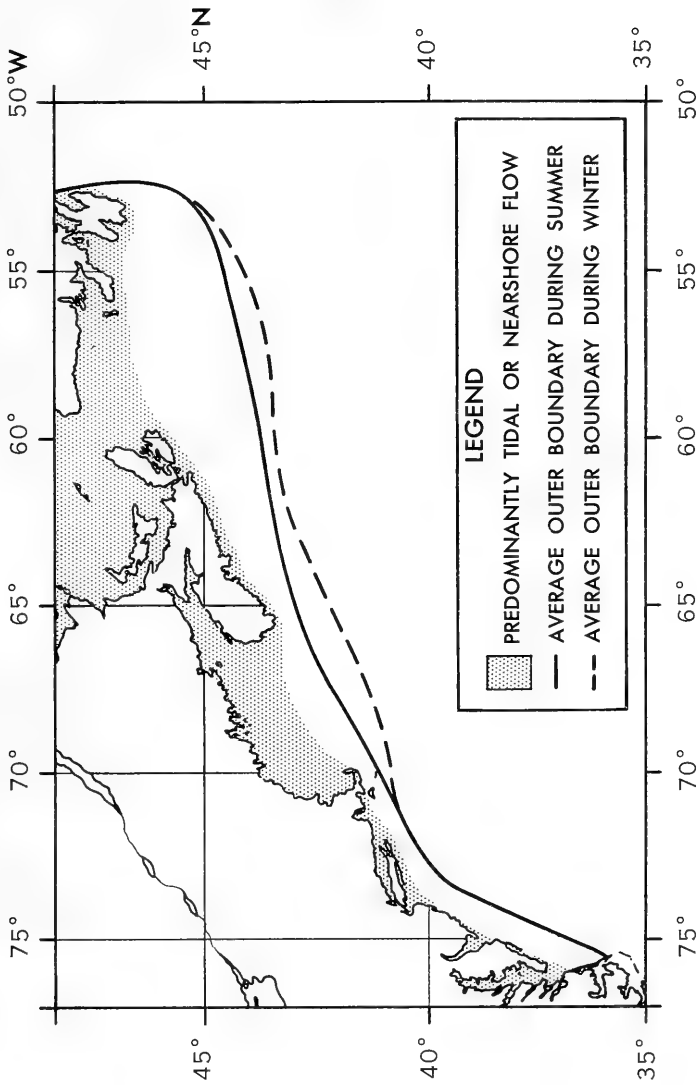 50°W
55°
60°
65°
70°
75°
45°N
40°
35°
45°
40°
35°
50°
55°
60°
65°
70°
75°
LEGEND
PREDOMINANTLY TIDAL OR NEARSHORE FLOW
AVERAGE OUTER BOUNDARY DURING SUMMER
AVERAGE OUTER BOUNDARY DURING WINTER